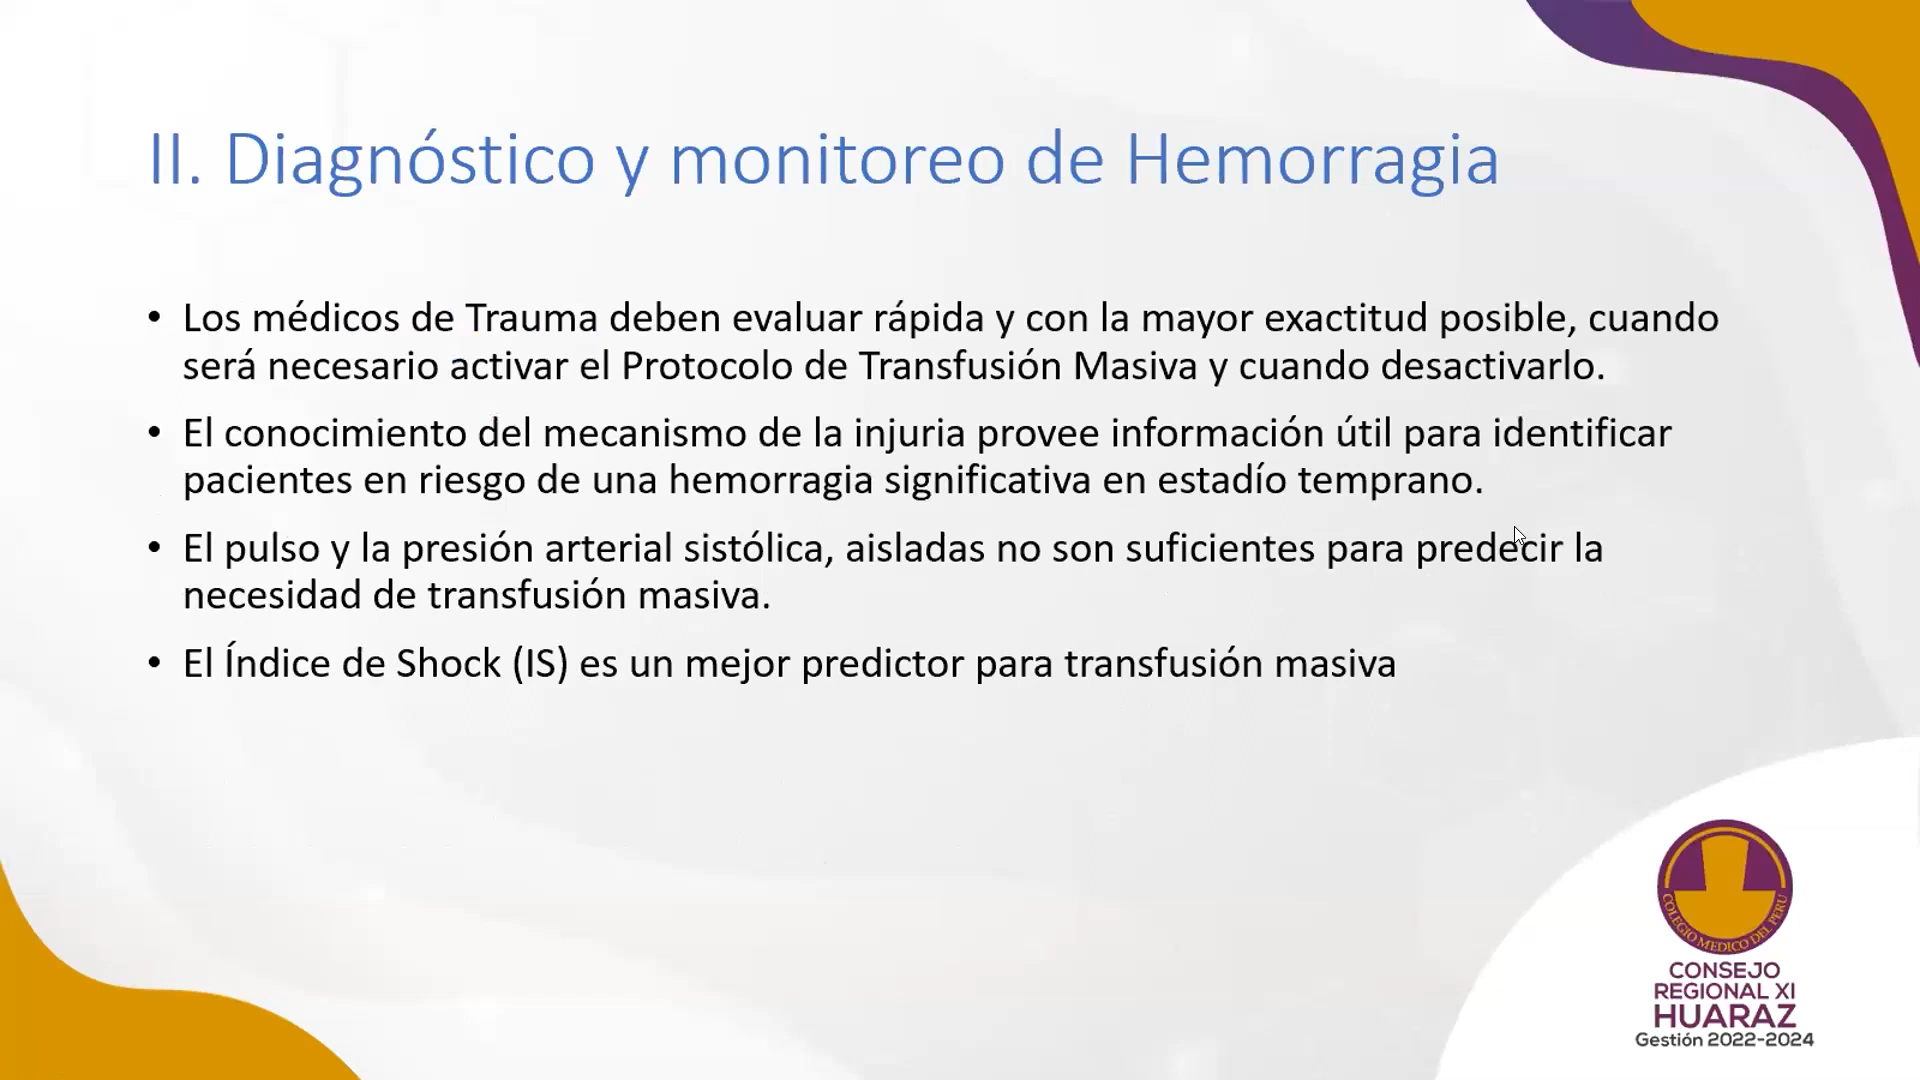 II. Diagnóstico y monitoreo de Hemorragia
• Los médicos de Trauma deben evaluar rápida y con la mayor exactitud posible, cuando
será necesario activar el Protocolo de Transfusión Masiva y cuando desactivarlo.
• El conocimiento del mecanismo de la injuria provee información útil para identificar
pacientes en riesgo de una hemorragia significativa en estadío temprano.
• El pulso y la presión arterial sistólica, aisladas no son suficientes para predecir la
necesidad de transfusión masiva.
• El Índice de Shock (IS) es un mejor predictor para transfusión masiva
COLEGIO MEDICO DEL PERU
CONSEJO
REGIONAL XI
HUARAZ
Gestión 2022-2024